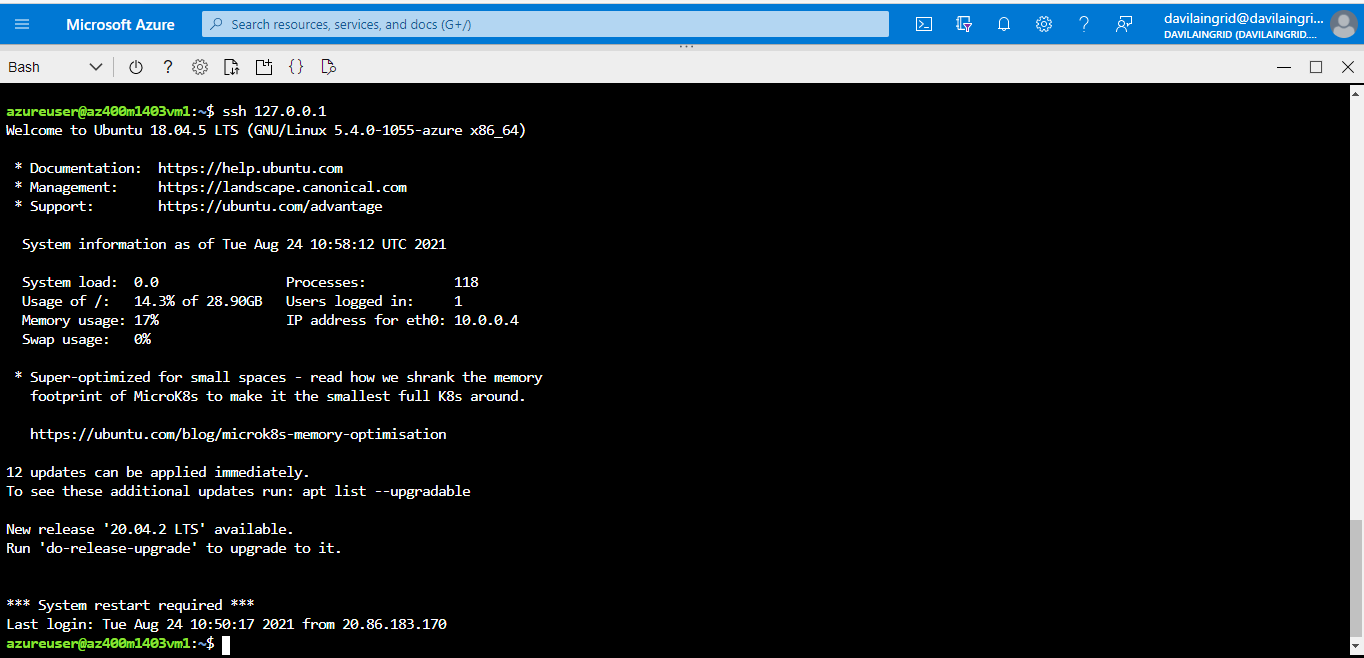 Microsoft Azure
Search resources, services, and docs (G+/)
davilaingrid@davilaingri...
DAVILAINGRID (DAVILAINGRID....
Bash
azureuser@az400m1403vm1:~$ ssh 127.0.0.1
Welcome to Ubuntu 18.04.5 LTS (GNU/Linux 5.4.0-1055-azure x86_64)
* Documentation:  https://help.ubuntu.com
* Management:     https://landscape.canonical.com
* Support:        https://ubuntu.com/advantage
System information as of Tue Aug 24 10:58:12 UTC 2021
System load:  0.0                Processes:           118
Usage of /:   14.3% of 28.90GB   Users logged in:     1
Memory usage: 17%                IP address for eth0: 10.0.0.4
Swap usage:   0%
* Super-optimized for small spaces - read how we shrank the memory
footprint of MicroK8s to make it the smallest full K8s around.
https://ubuntu.com/blog/microk8s-memory-optimisation
12 updates can be applied immediately.
To see these additional updates run: apt list --upgradable
New release '20.04.2 LTS' available.
Run 'do-release-upgrade' to upgrade to it.
*** System restart required ***
Last login: Tue Aug 24 10:50:17 2021 from 20.86.183.170
azureuser@az400m1403vm1:~$